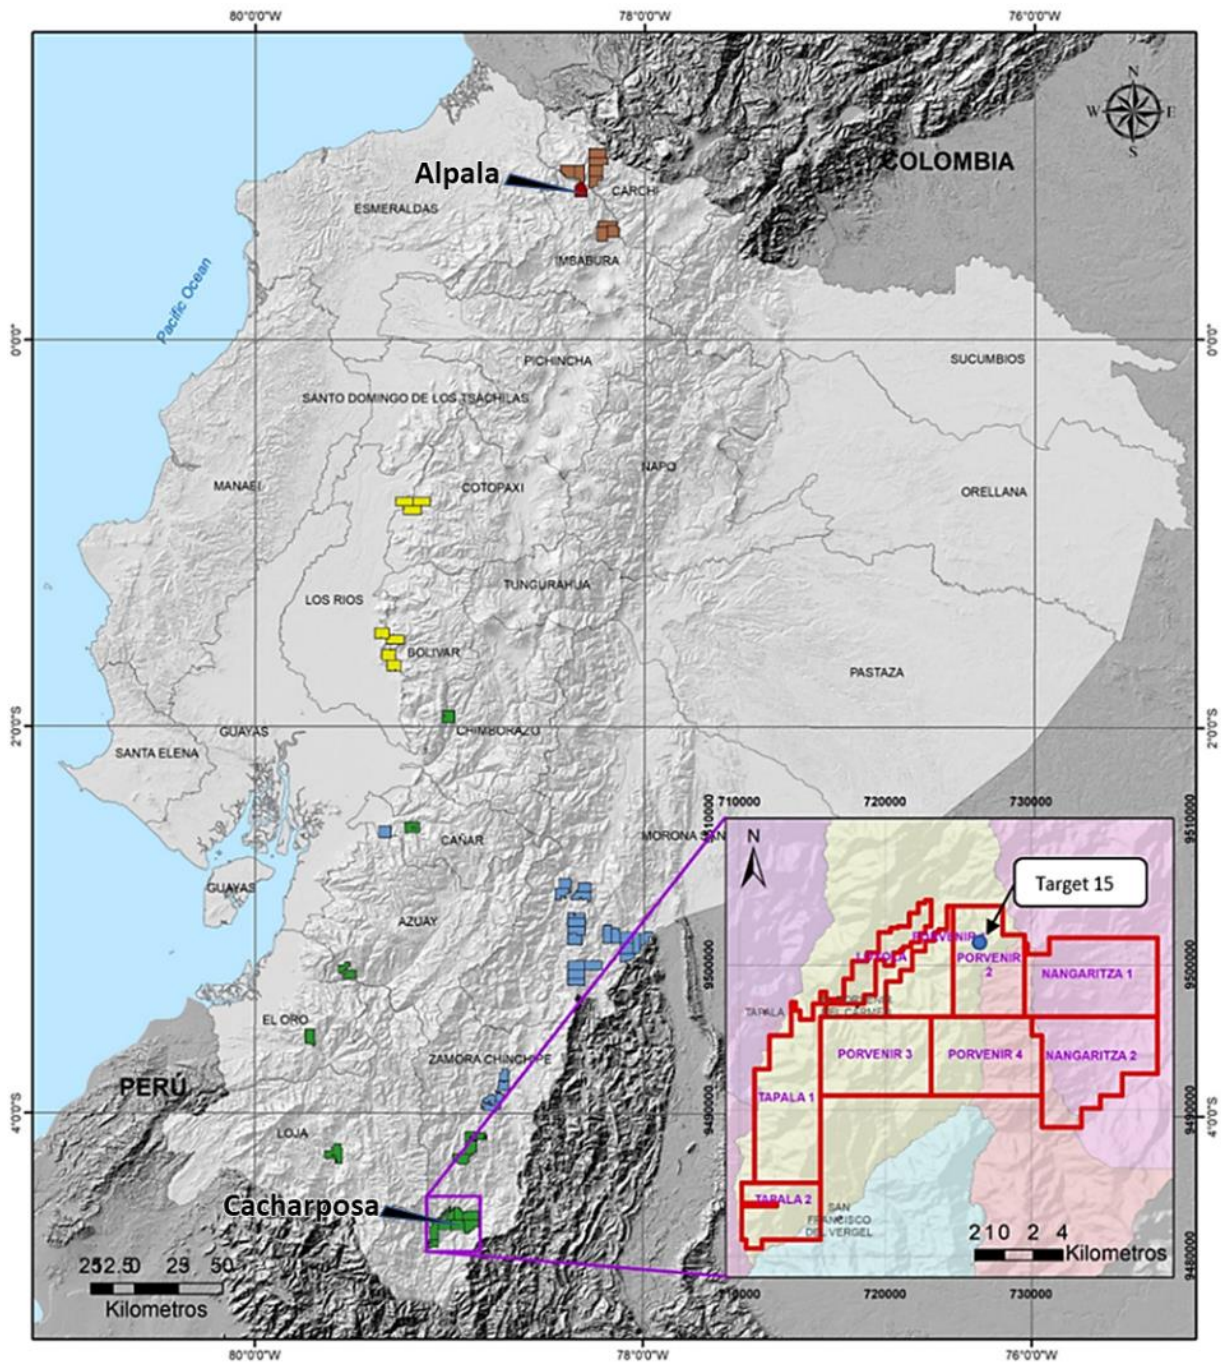 80°0'0"W
78°0'0"W
76°0'0"W
N
W
E
S
COLOMBIA
Alpala
CARCHI
ESMERALDAS
IMBABURA
Pacific Ocean
0°0'0"
0°0'0"
PICHINCHA
SUCUMBIOS
SANTO DOMINGO DE LOS TSACHILAS
NAPO
MANABI
COTOPAXI
ORELLANA
TUNGURAHUA
LOS RIOS
BOLIVAR
PASTAZA
2°0'0"S
2°0'0"S
GUAYAS
CHIMBORAZO
SANTA ELENA
CAÑAR
MORONA SAN
GUAYAS
AZUAY
EL ORO
ZAMORA CHINCHIPE
PERÚ
4°0'0"S
4°0'0"S
LOJA
Cacharposa
Kilometros
80°0'0"W
78°0'0"W
76°0'0"W
710000
720000
730000
9510000
N
Target 15
PORVENIR
LOYOLA
PORVENIR
2
NANGARITZA 1
9500000
9500000
TAPALA
DEL CARMEN
PORVENIR 3
PORVENIR 4
NANGARITZA 2
TAPALA 1
9490000
9490000
TAPALA 2
SAN
FRANCISCO
DEL VERGEL
210 2 4
Kilometros
9480000
710000
720000
730000